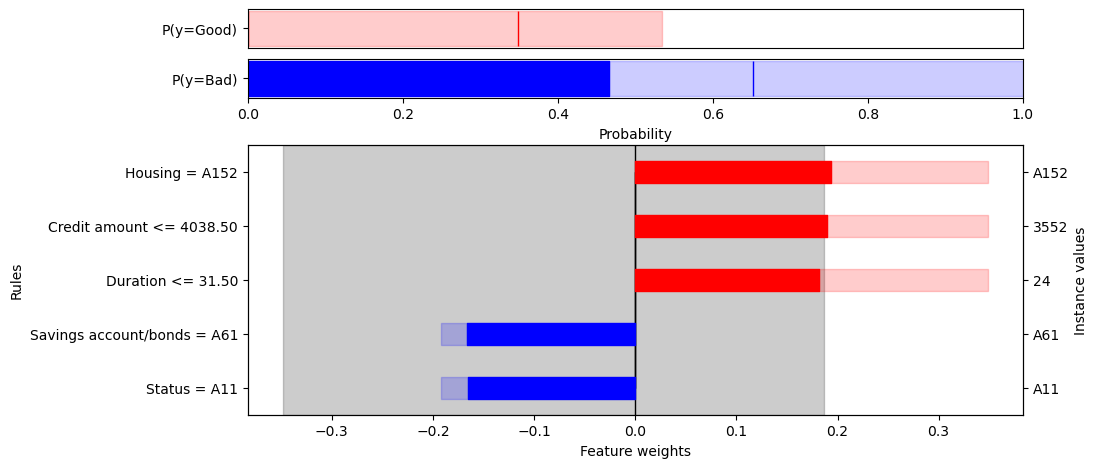 P(y=Good)
P(y=Bad)
0.0 0.2 0.4 0.6 0.8 1.0
Probability
Housing = A152 A152
Credit amount <= 4038.50 3552
Duration <= 31.50 24
Savings account/bonds = A61 A61
Status = A11 A11
Rules
Instance values
−0.3 −0.2 −0.1 0.0 0.1 0.2 0.3
Feature weights